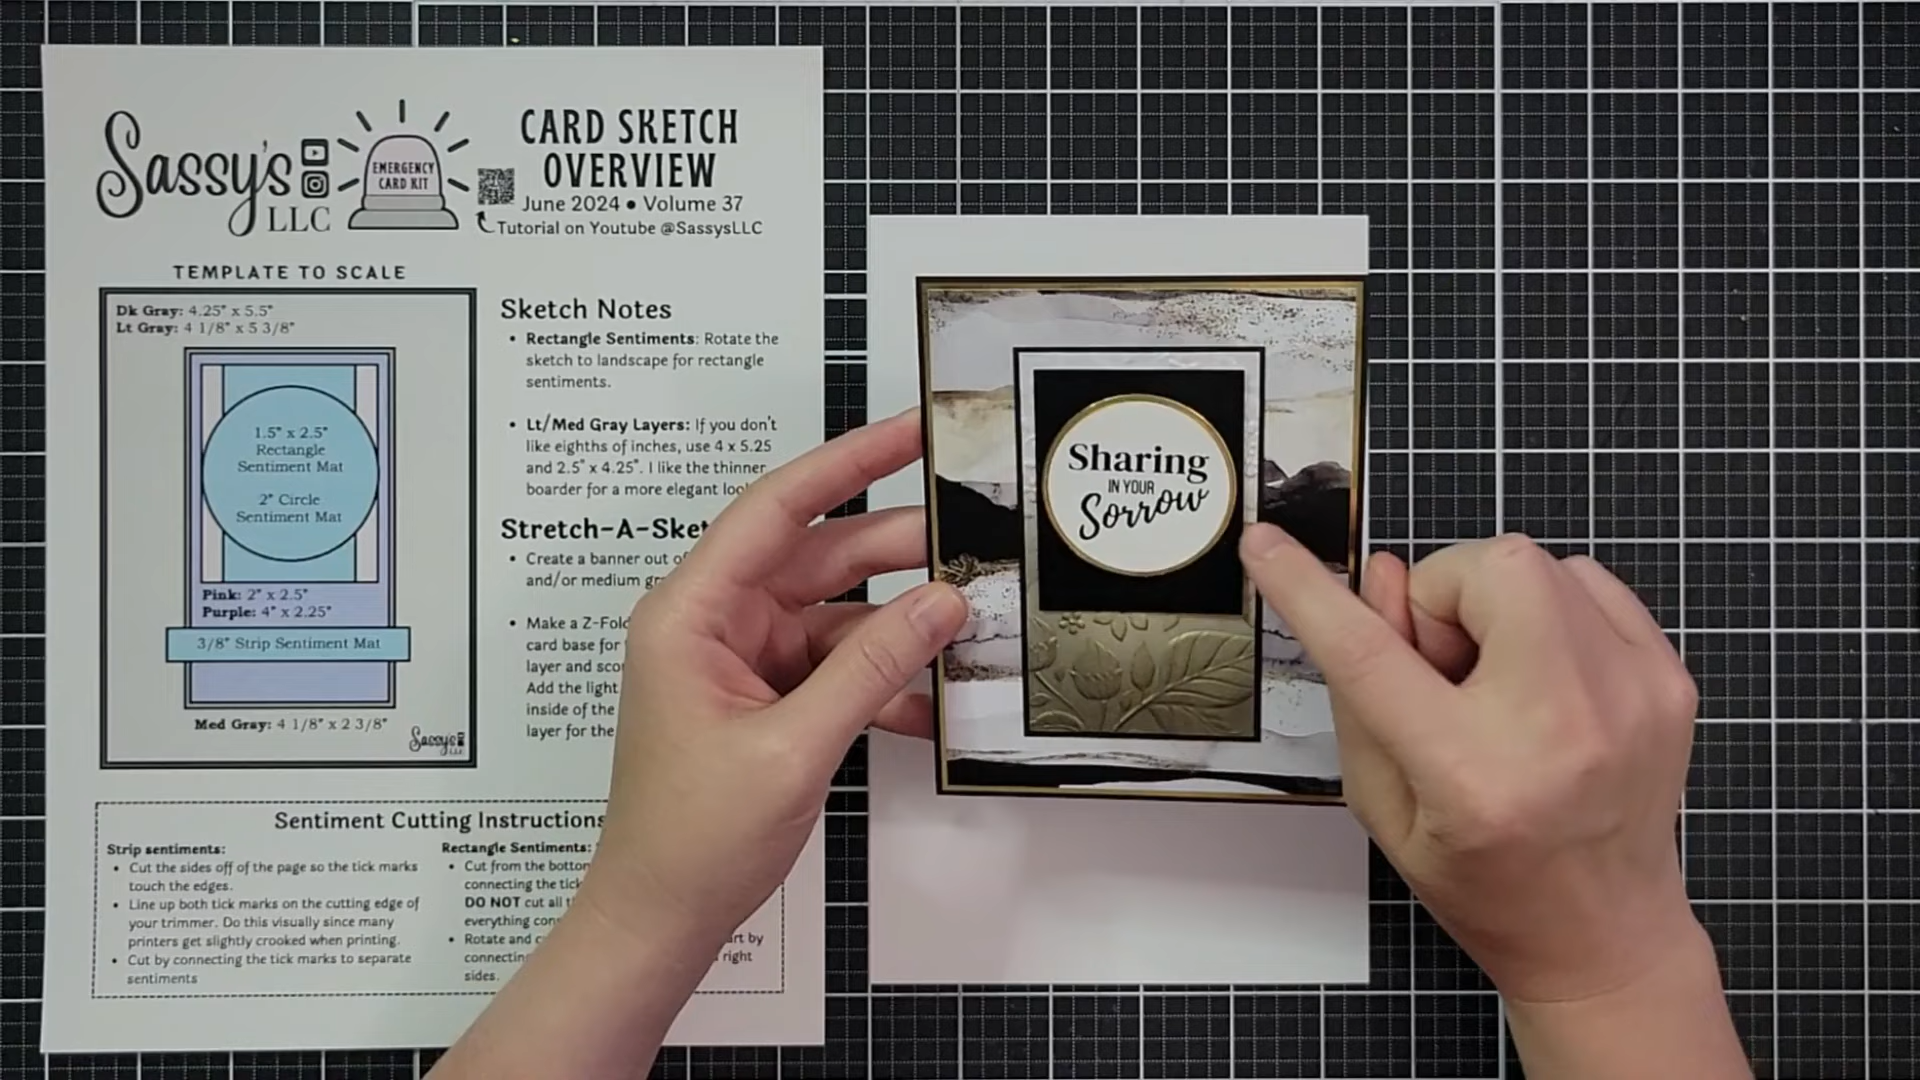 Sassy's
LLC
EMERGENCY
CARD KIT
CARD SKETCH
OVERVIEW
June 2024 • Volume 37
Tutorial on Youtube @SassysLLC
TEMPLATE TO SCALE
Dk Gray: 4.25" x 5.5"
Lt Gray: 4 1/8" x 5 3/8"
1.5" x 2.5"
Rectangle
Sentiment Mat
2" Circle
Sentiment Mat
Pink: 2" x 2.5"
Purple: 4" x 2.25"
3/8" Strip Sentiment Mat
Med Gray: 4 1/8" x 2 3/8"
Sassy's
Sketch Notes
• Rectangle Sentiments: Rotate the
sketch to landscape for rectangle
sentiments.
• Lt/Med Gray Layers: If you don't
like eighths of inches, use 4 x 5.25
and 2.5" x 4.25". I like the thinner
boarder for a more elegant
Stretch-A-Sket
• Create a banner out
and/or medium
• Make a Z-Fold
card base for
layer and
Add the light
inside of the
layer for the
Sentiment Cutting Instructions
Strip sentiments:
• Cut the sides off of the page so the tick marks
touch the edges.
• Line up both tick marks on the cutting edge of
your trimmer. Do this visually since many
printers get slightly crooked when printing.
• Cut by connecting the tick marks to separate
sentiments
Rectangle Sentiments:
• Cut from the bottom
connecting the tick
DO NOT cut all
everything
• Rotate and
connecting
sides.
art by
right
Sharing
IN YOUR
Sorrow